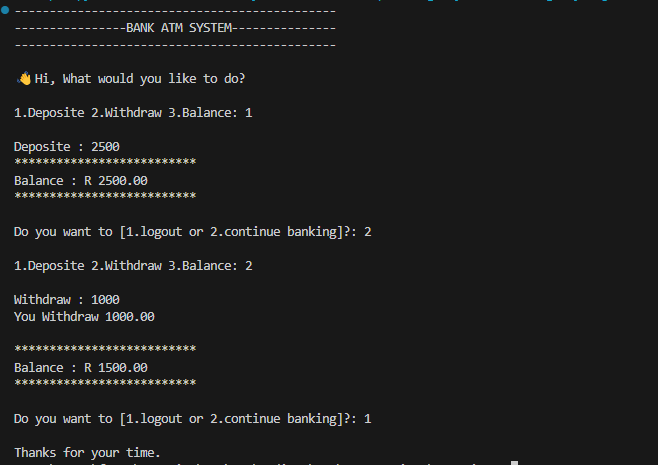 ----------------------------------------------
----------------BANK ATM SYSTEM---------------
----------------------------------------------
👋Hi, What would you like to do?
1.Deposite 2.Withdraw 3.Balance: 1
Deposite : 2500
**************************
Balance : R 2500.00
**************************
Do you want to [1.logout or 2.continue banking]?: 2
1.Deposite 2.Withdraw 3.Balance: 2
Withdraw : 1000
You Withdraw 1000.00
**************************
Balance : R 1500.00
**************************
Do you want to [1.logout or 2.continue banking]?: 1
Thanks for your time.